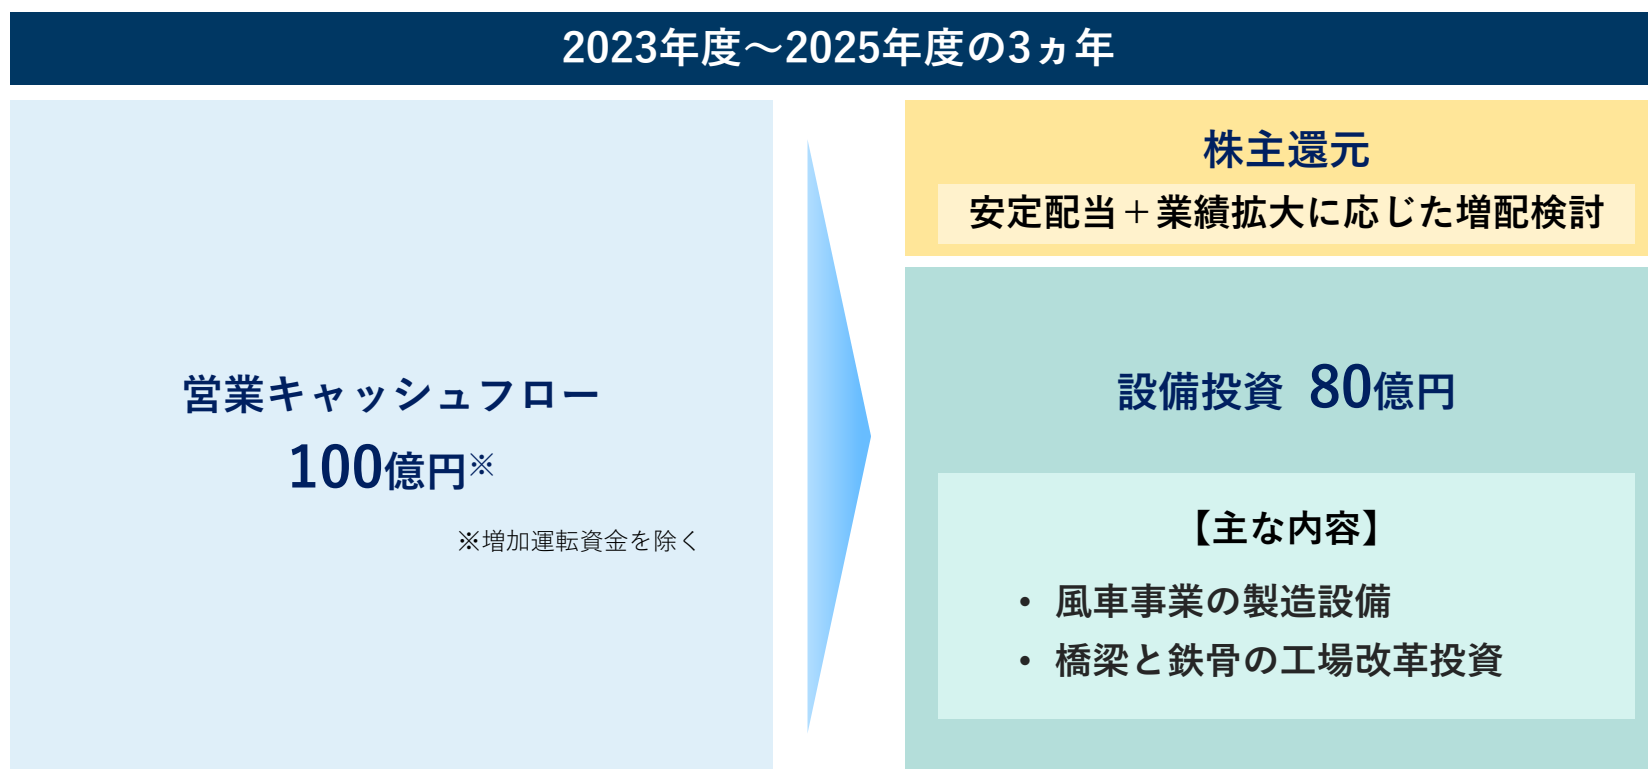 2023年度～2025年度の3ヵ年
営業キャッシュフロー
100億円※
※増加運転資金を除く
株主還元
安定配当＋業績拡大に応じた増配検討
設備投資 80億円
【主な内容】
• 風車事業の製造設備
• 橋梁と鉄骨の工場改革投資